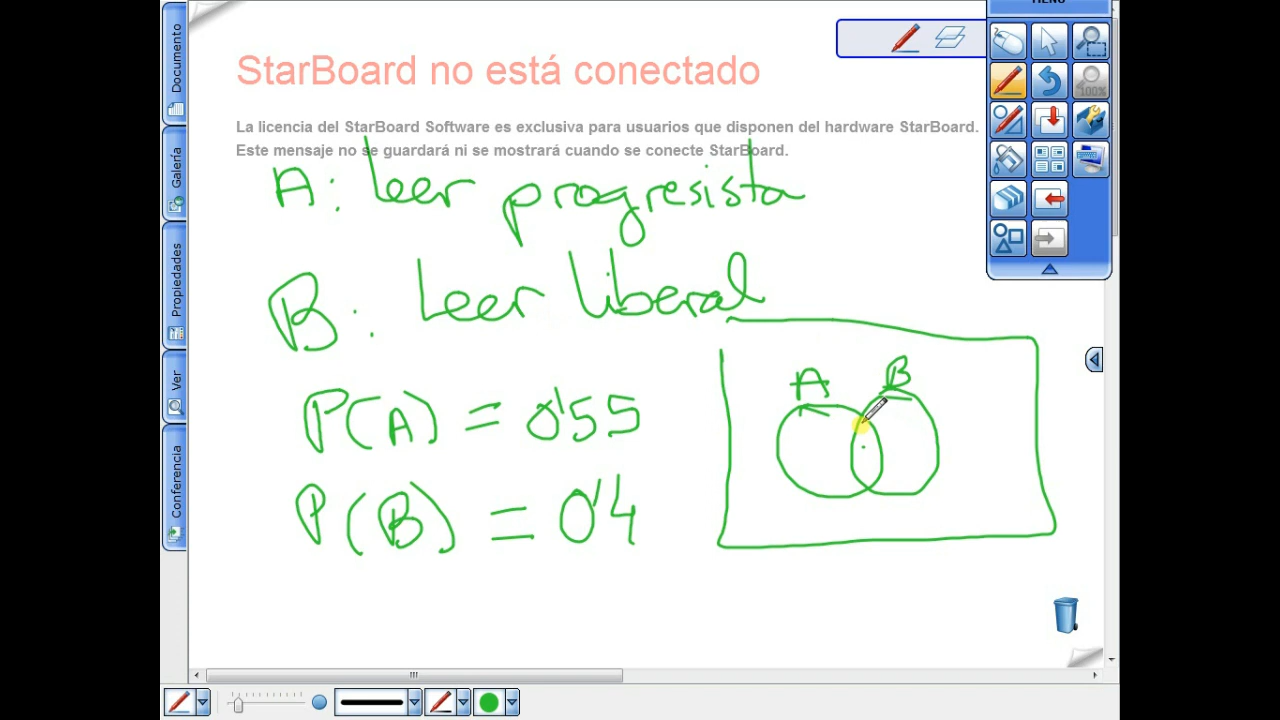 MENÚ
Documento
Galería
Propiedades
Ver
Conferencia
StarBoard no está conectado
La licencia del StarBoard Software es exclusiva para usuarios que disponen del hardware StarBoard.
Este mensaje no se guardará ni se mostrará cuando se conecte StarBoard.
A: leer progresista
B: leer liberal
P(A) = 0'55
P(B) = 0'4
A B
100%